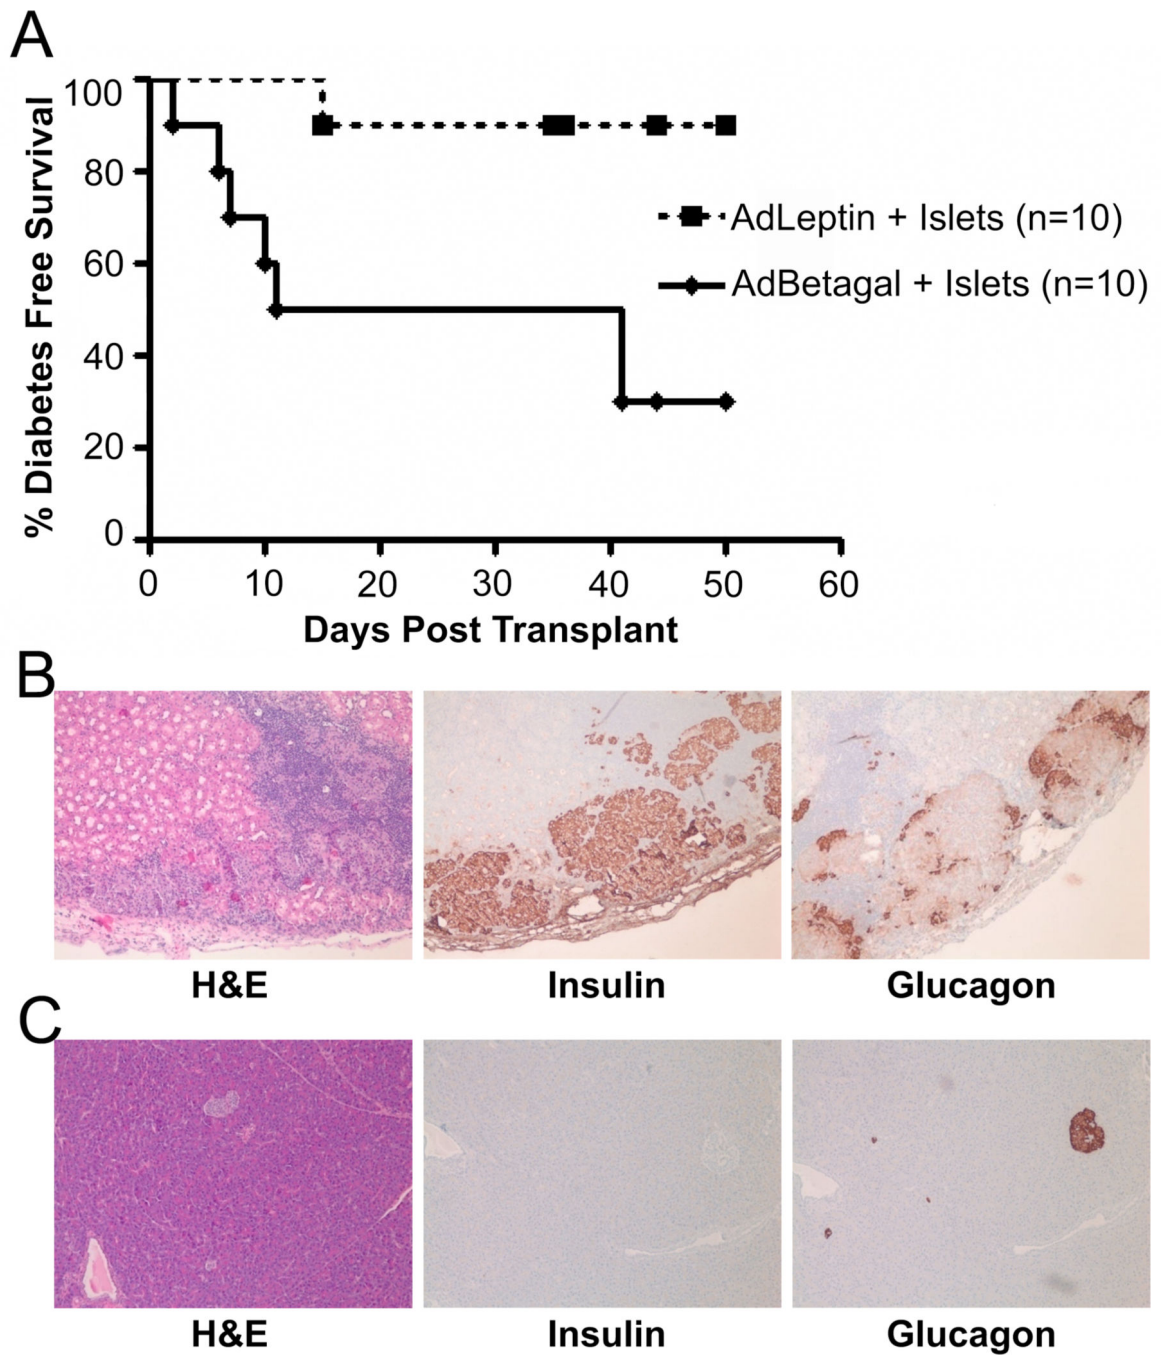 A
% Diabetes Free Survival
100
80
60
40
20
0
0 10 20 30 40 50 60
Days Post Transplant
AdLeptin + Islets (n=10)
AdBetagal + Islets (n=10)
B
H&E Insulin Glucagon
C
H&E Insulin Glucagon